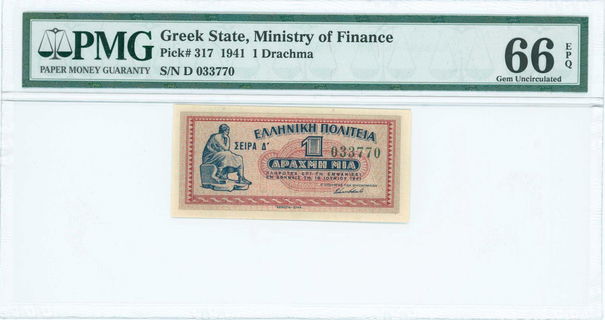 PMG
PAPER MONEY GUARANTY
Greek State, Ministry of Finance
Pick# 317 1941 1 Drachma
S/N D 033770
66 EPQ
Gem Uncirculated
ΕΛΛΗΝΙΚΗ ΠΟΛΙΤΕΙΑ
ΣΕΙΡΑ Δ'
1
033770
ΔΡΑΧΜΗ ΜΙΑ